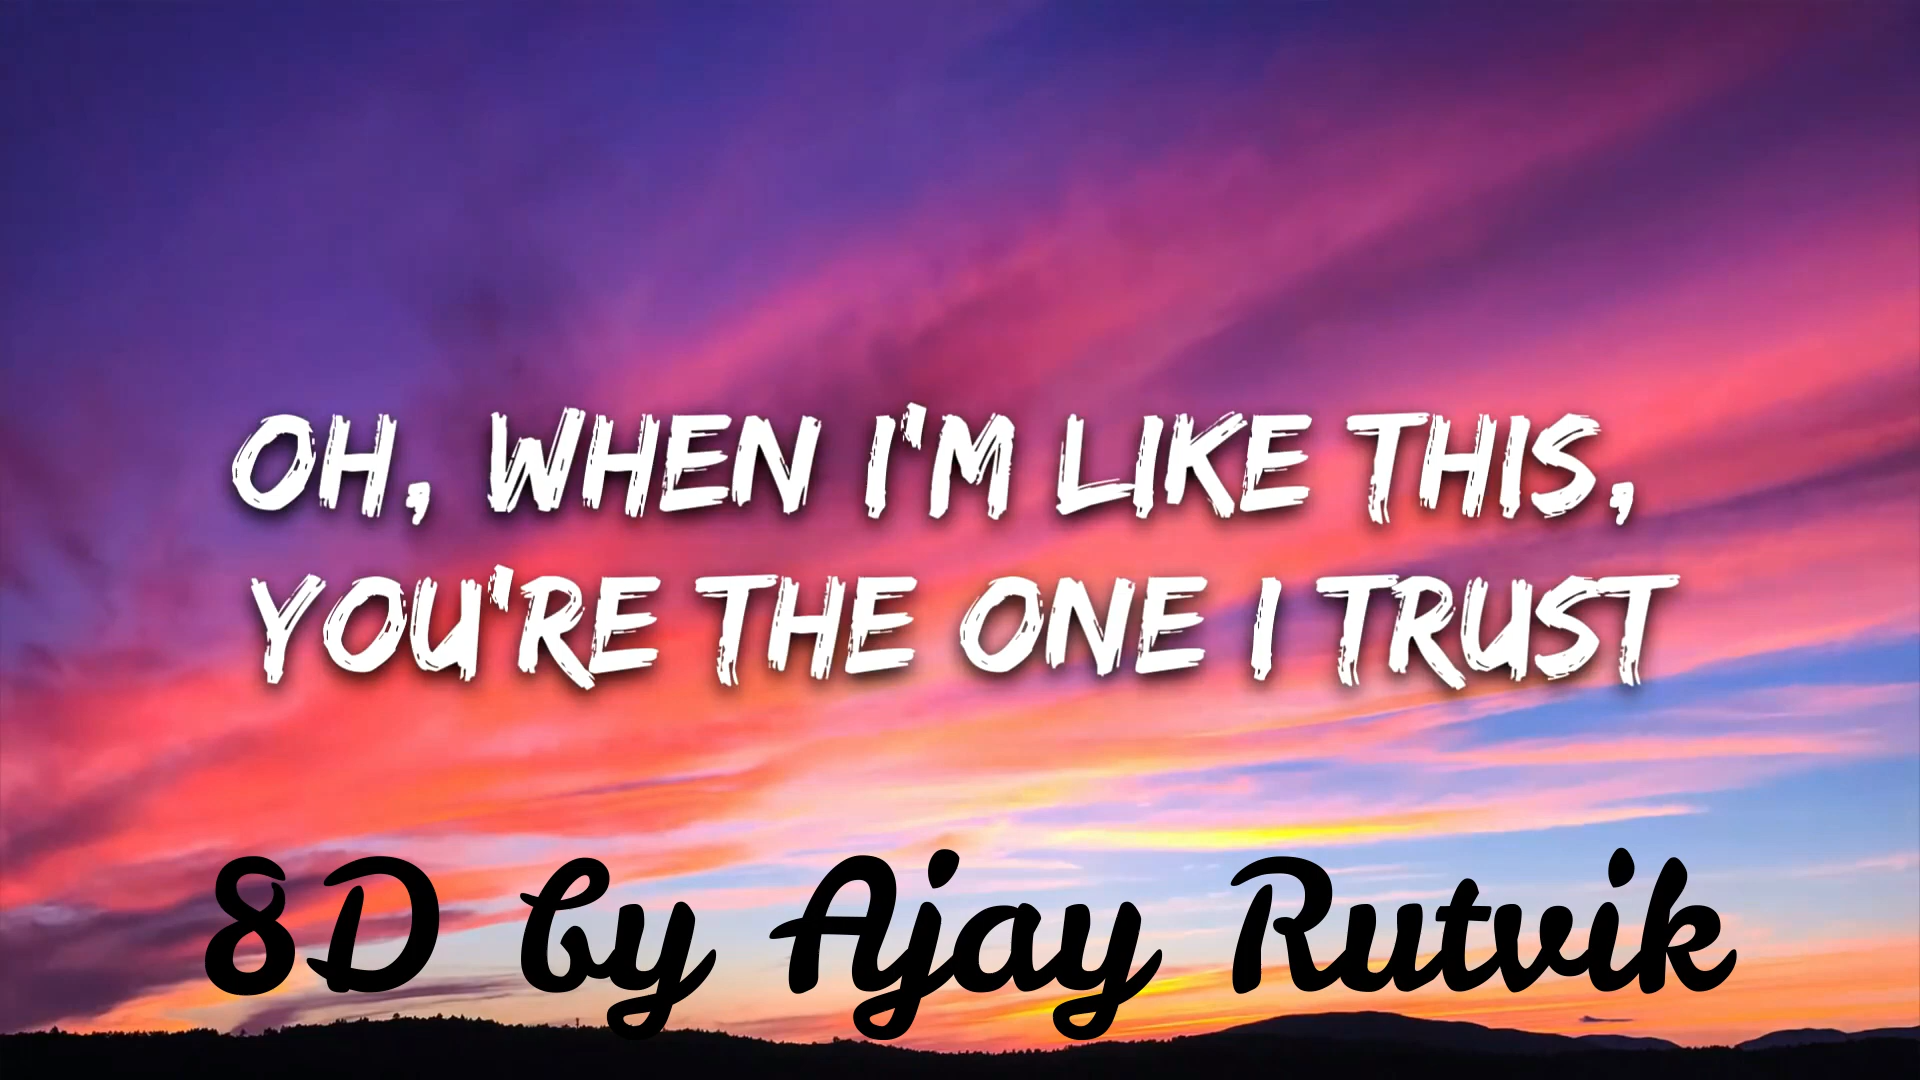 OH, WHEN I'M LIKE THIS,
YOU'RE THE ONE I TRUST
8D by Ajay Rutvik